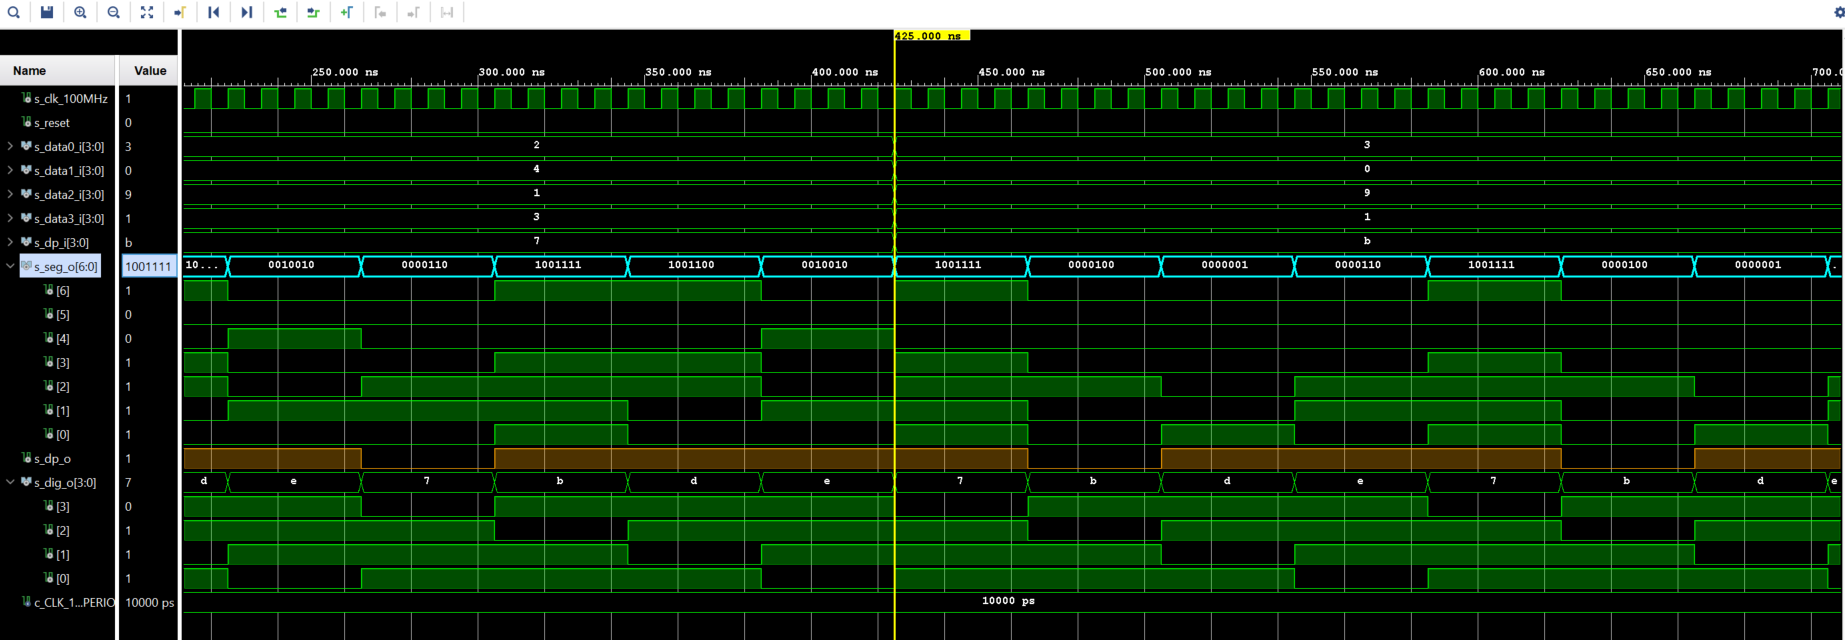 425.000 ns
Name Value
250.000 ns 300.000 ns 350.000 ns 400.000 ns 450.000 ns 500.000 ns 550.000 ns 600.000 ns 650.000 ns 700.0
s_clk_100MHz 1
s_reset 0
s_data0_i[3:0] 3 2 3
s_data1_i[3:0] 0 4 0
s_data2_i[3:0] 9 1 9
s_data3_i[3:0] 1 3 1
s_dp_i[3:0] b 7 b
s_seg_o[6:0] 1001111 10... 0010010 0000110 1001111 1001100 0010010 1001111 0000100 0000001 0000110 1001111 0000100 0000001 .
[6] 1
[5] 0
[4] 0
[3] 1
[2] 1
[1] 1
[0] 1
s_dp_o 1
s_dig_o[3:0] 7 d e 7 b d e 7 b d e 7 b d e
[3] 0
[2] 1
[1] 1
[0] 1
c_CLK_1...PERIO 10000 ps 10000 ps